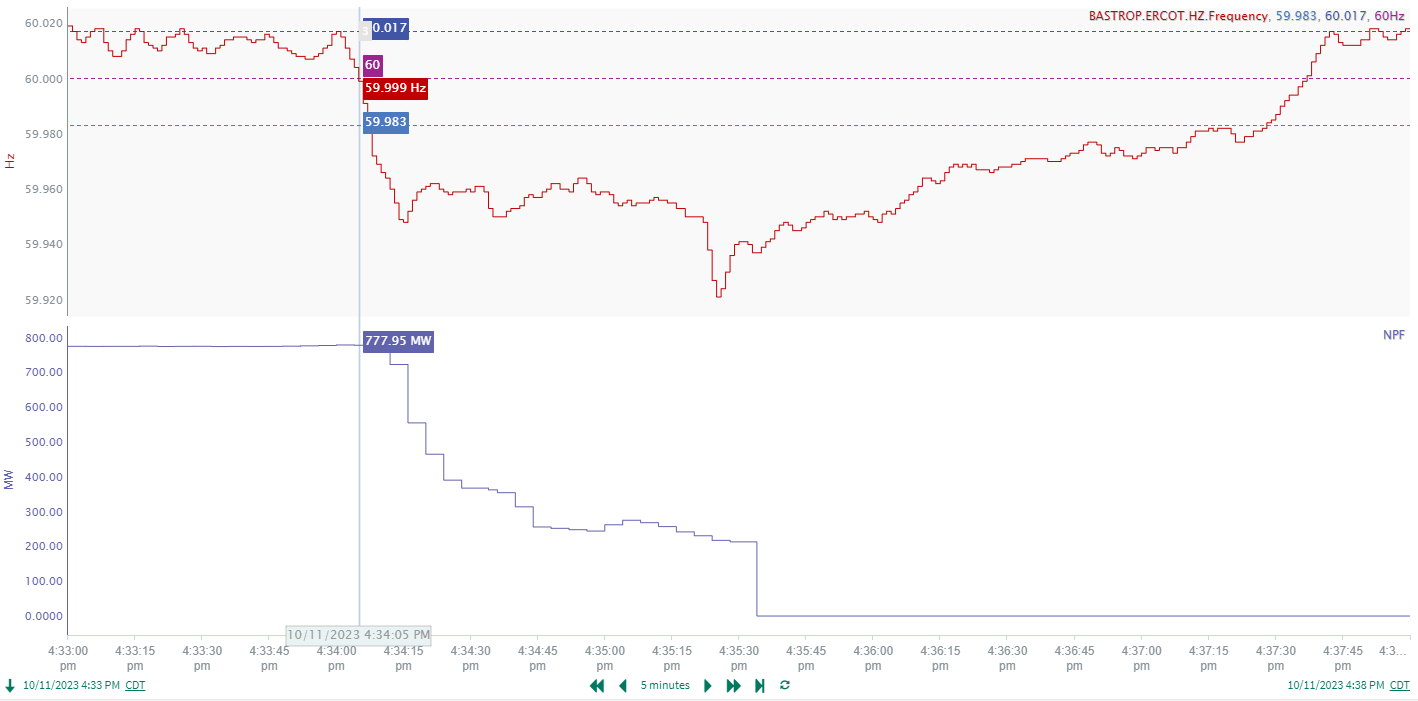 BASTROP.ERCOT.HZ.Frequency, 59.983, 60.017, 60Hz
60.020
60.000
59.980
59.960
59.940
59.920
Hz
0.017
60
59.999 Hz
59.983
NPF
800.00
700.00
600.00
500.00
400.00
300.00
200.00
100.00
0.0000
MW
777.95 MW
10/11/2023 4:34:05 PM
4:33:00 pm
4:33:15 pm
4:33:30 pm
4:33:45 pm
4:34:00 pm
4:34:15 pm
4:34:30 pm
4:34:45 pm
4:35:00 pm
4:35:15 pm
4:35:30 pm
4:35:45 pm
4:36:00 pm
4:36:15 pm
4:36:30 pm
4:36:45 pm
4:37:00 pm
4:37:15 pm
4:37:30 pm
4:37:45 pm
4:3... pm
10/11/2023 4:33 PM CDT
5 minutes
10/11/2023 4:38 PM CDT